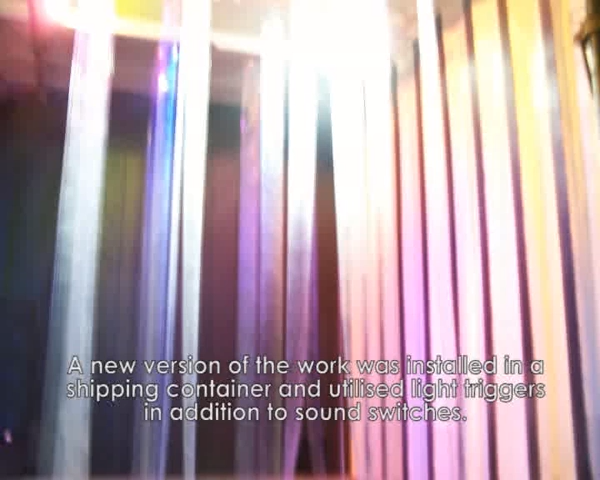 A new version of the work was installed in a
shipping container and utilised light triggers
in addition to sound switches.